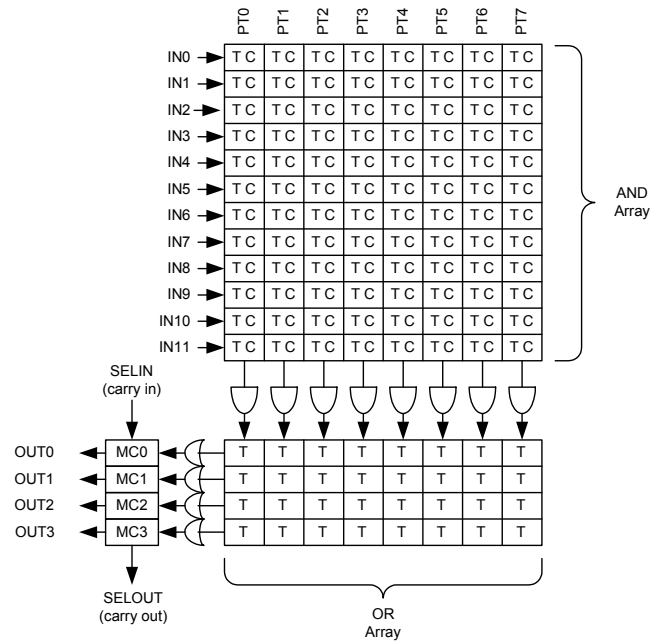 PT0 PT1 PT2 PT3 PT4 PT5 PT6 PT7
IN0 T C T C T C T C T C T C T C T C
IN1 T C T C T C T C T C T C T C T C
IN2 T C T C T C T C T C T C T C T C
IN3 T C T C T C T C T C T C T C T C
IN4 T C T C T C T C T C T C T C T C
IN5 T C T C T C T C T C T C T C T C
IN6 T C T C T C T C T C T C T C T C
IN7 T C T C T C T C T C T C T C T C
IN8 T C T C T C T C T C T C T C T C
IN9 T C T C T C T C T C T C T C T C
IN10 T C T C T C T C T C T C T C T C
IN11 T C T C T C T C T C T C T C T C
AND
Array
SELIN
(carry in)
OUT0 MC0 T T T T T T T T
OUT1 MC1 T T T T T T T T
OUT2 MC2 T T T T T T T T
OUT3 MC3 T T T T T T T T
SELOUT
(carry out)
OR
Array